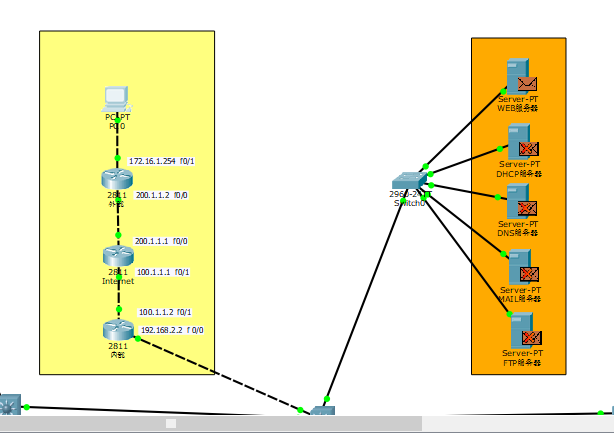 PC-PT
172.16.1.254 f0/1
2811
外部
200.1.1.2 f0/0
200.1.1.1 f0/0
2811
Internet
100.1.1.1 f0/1
100.1.1.2 f0/1
192.168.2.2 f 0/0
2811
内部
2960-24TT
Switch0
Server-PT
WEB服务器
Server-PT
DHCP服务器
Server-PT
DNS服务器
Server-PT
MAIL服务器
Server-PT
FTP服务器